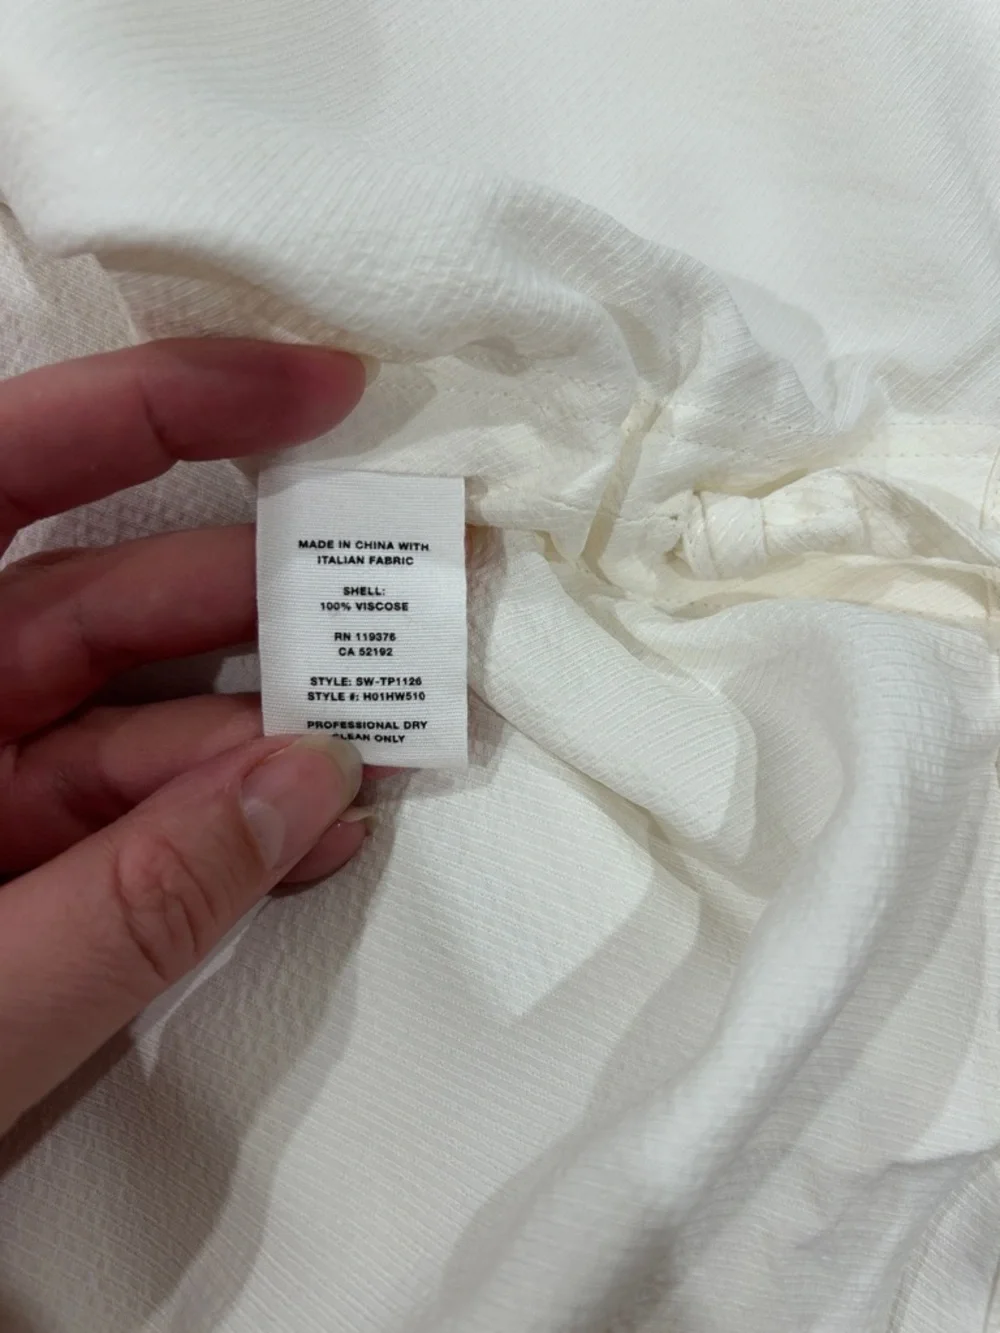 MADE IN CHINA WITH
ITALIAN FABRIC
SHELL:
100% VISCOSE
RN 119376
CA 52192
STYLE: SW-TP1126
STYLE #: H01HW510
PROFESSIONAL DRY
CLEAN ONLY